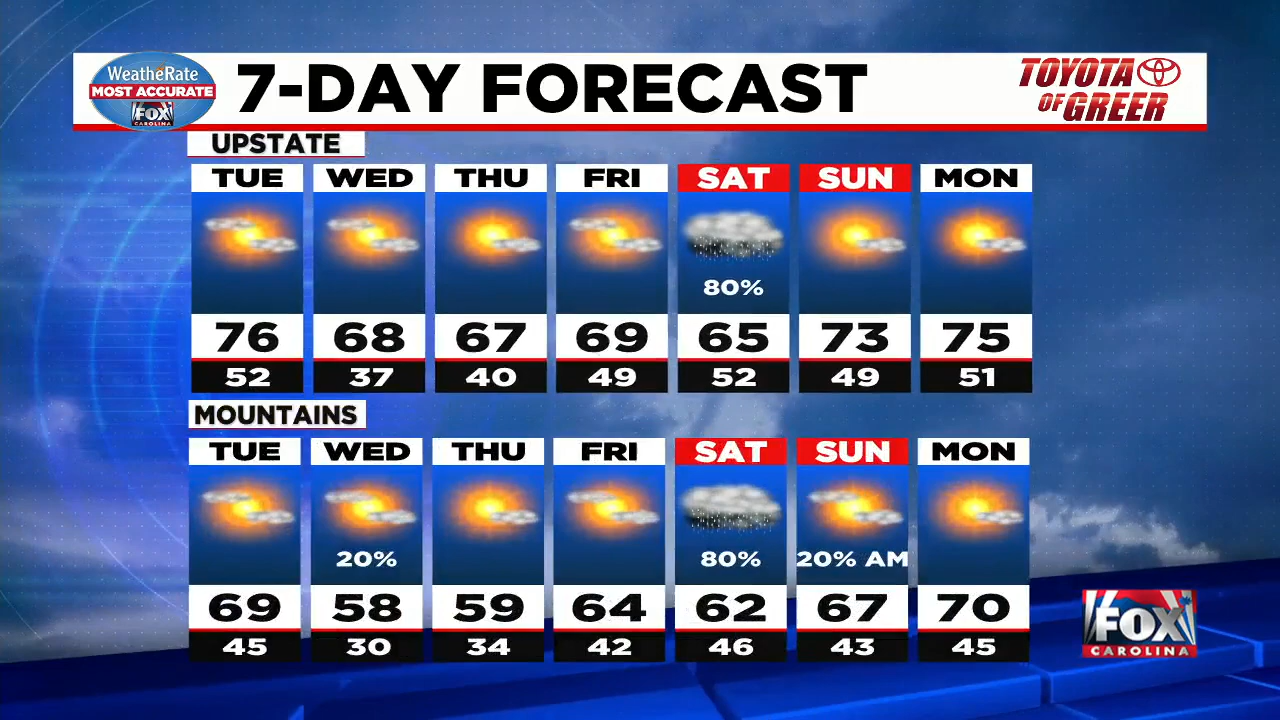 WeatheRate
MOST ACCURATE
FOX
CAROLINA
7-DAY FORECAST
TOYOTA
OF GREER
UPSTATE
TUE WED THU FRI SAT SUN MON
80%
76 68 67 69 65 73 75
52 37 40 49 52 49 51
MOUNTAINS
TUE WED THU FRI SAT SUN MON
20% 80% 20% AM
69 58 59 64 62 67 70
45 30 34 42 46 43 45
FOX
CAROLINA